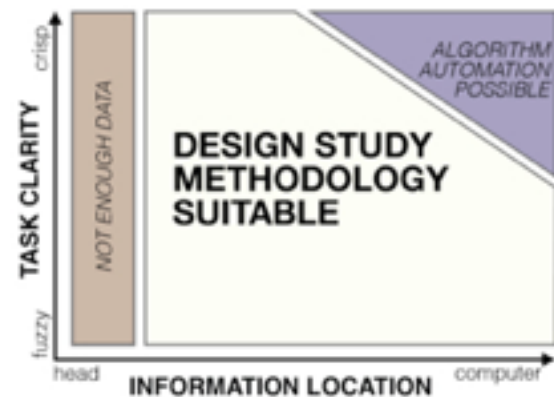 crisp
TASK CLARITY
fuzzy
NOT ENOUGH DATA
DESIGN STUDY
METHODOLOGY
SUITABLE
ALGORITHM
AUTOMATION
POSSIBLE
head
computer
INFORMATION LOCATION